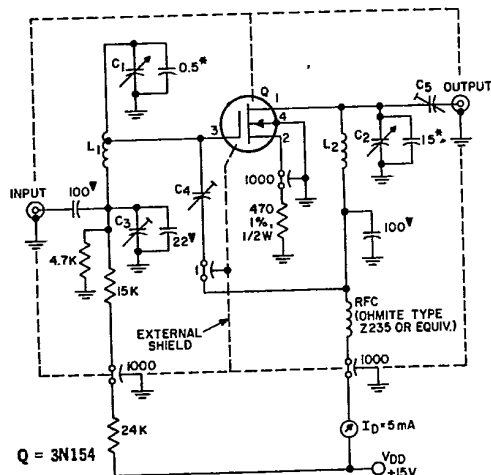 C1
0.5*
Q
1
C5
OUTPUT
3
4
2
L1
C4
L2
C2
15*
INPUT
100▼
1000
C3
22▼
470
1%,
1/2W
100▼
4.7K
15K
1
RFC
(OHMITE TYPE
Z235 OR EQUIV.)
EXTERNAL
SHIELD
1000
1000
24K
ID=5mA
Q = 3N154
VDD
+15V